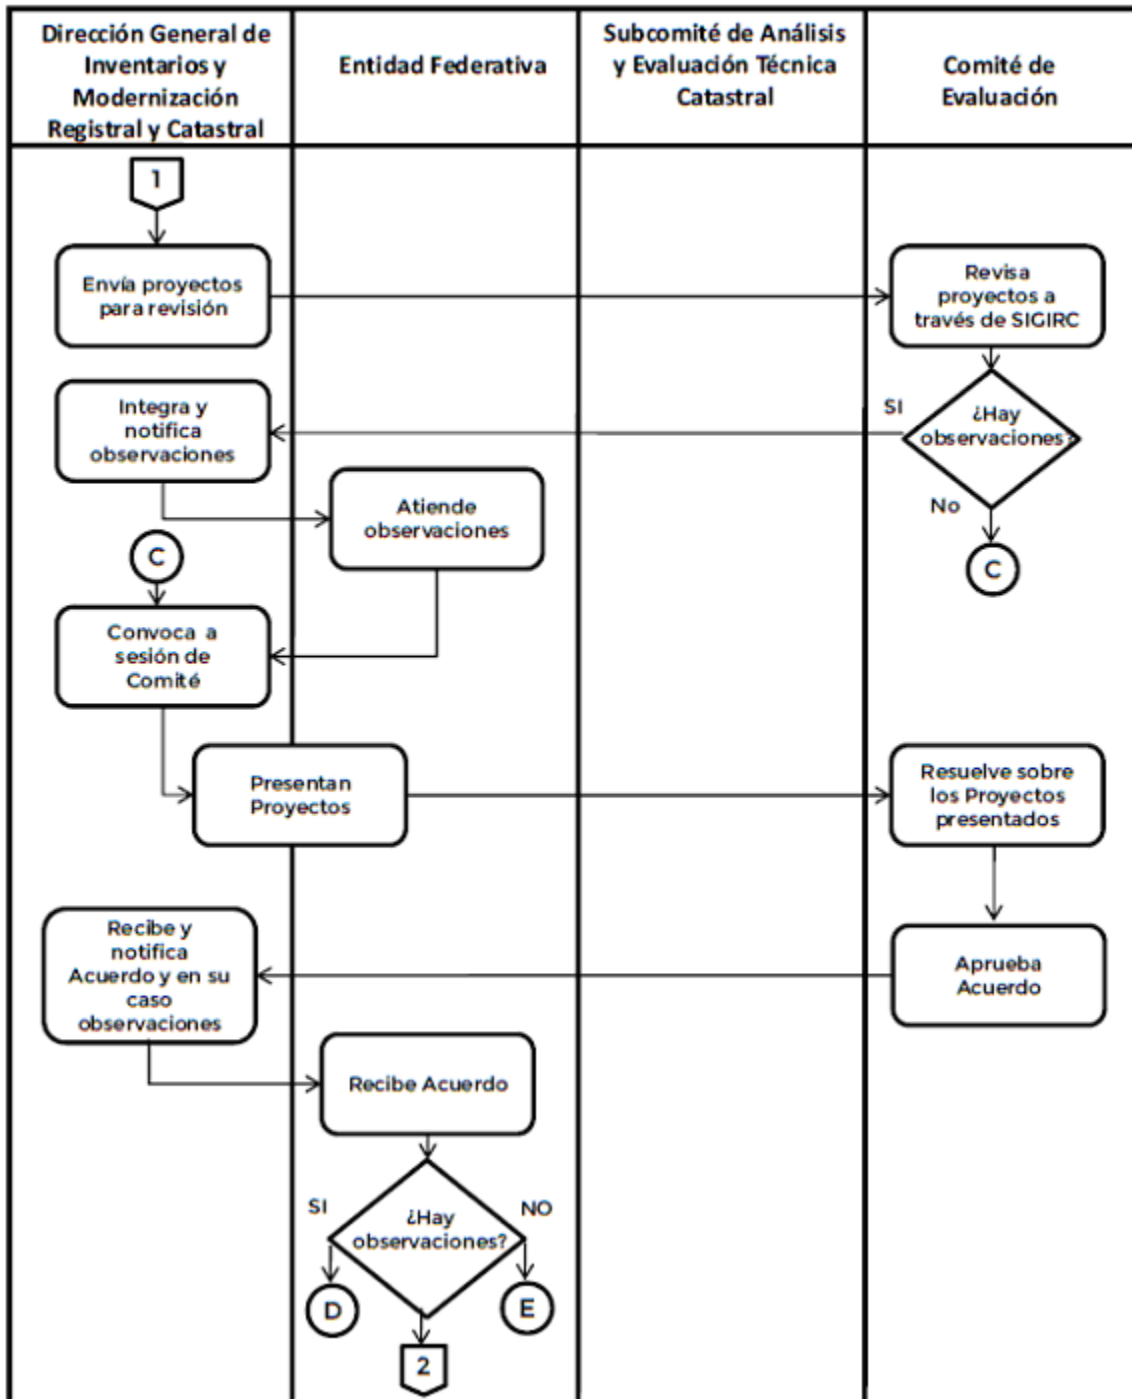 Dirección General de
Inventarios y
Modernización
Registral y Catastral
Entidad Federativa
Subcomité de Análisis
y Evaluación Técnica
Catastral
Comité de
Evaluación
1
Envía proyectos
para revisión
Revisa
proyectos a
través de SIGIRC
Integra y
notifica
observaciones
SI
¿Hay
observaciones?
No
Atiende
observaciones
C
C
Convoca a
sesión de
Comité
Presentan
Proyectos
Resuelve sobre
los Proyectos
presentados
Recibe y
notifica
Acuerdo y en su
caso
observaciones
Aprueba
Acuerdo
Recibe Acuerdo
SI
¿Hay
observaciones?
NO
D
E
2